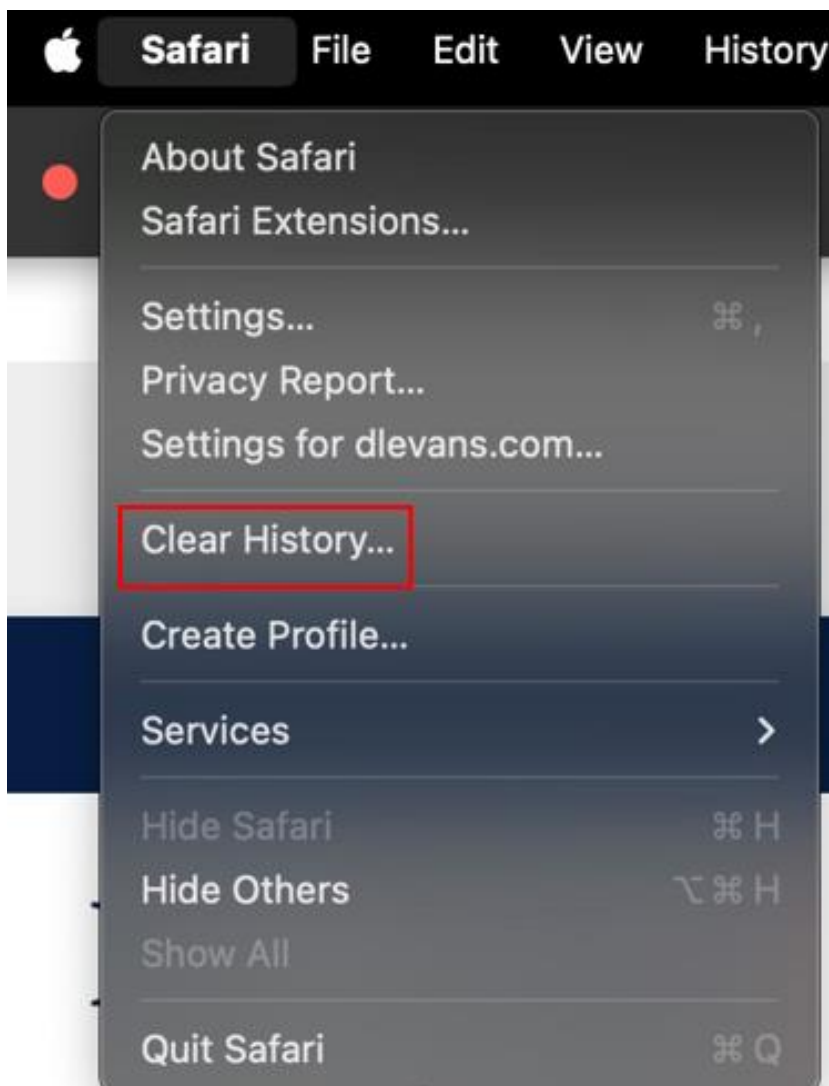 Safari File Edit View History
About Safari
Safari Extensions...
Settings... ⌘ ,
Privacy Report...
Settings for dlevans.com...
Clear History...
Create Profile...
Services
Hide Safari ⌘ H
Hide Others ⌥ ⌘ H
Show All
Quit Safari ⌘ Q